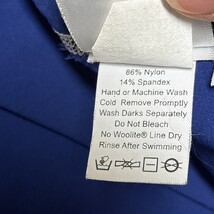 86% Nylon
14% Spandex
Hand or Machine Wash
Cold Remove Promptly
Wash Darks Separately
Do Not Bleach
No Woolite® Line Dry
Rinse After Swimming